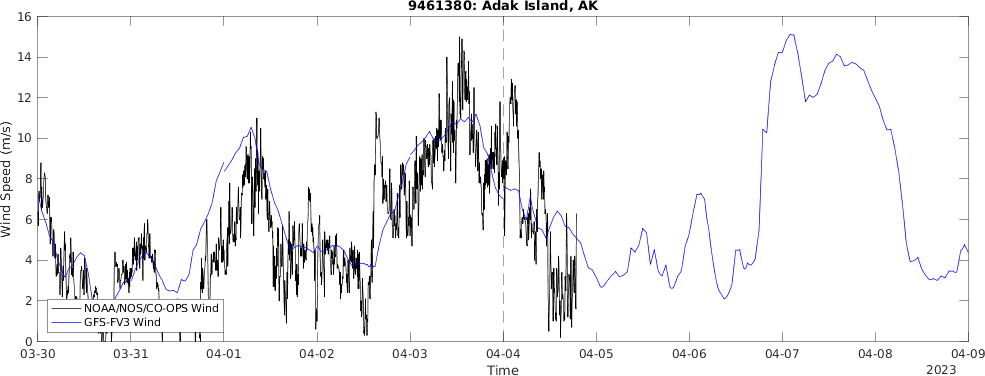 9461380: Adak Island, AK
Wind Speed (m/s)
16
14
12
10
8
6
4
2
0
NOAA/NOS/CO-OPS Wind
GFS-FV3 Wind
03-30 03-31 04-01 04-02 04-03 04-04 04-05 04-06 04-07 04-08 04-09
Time
2023